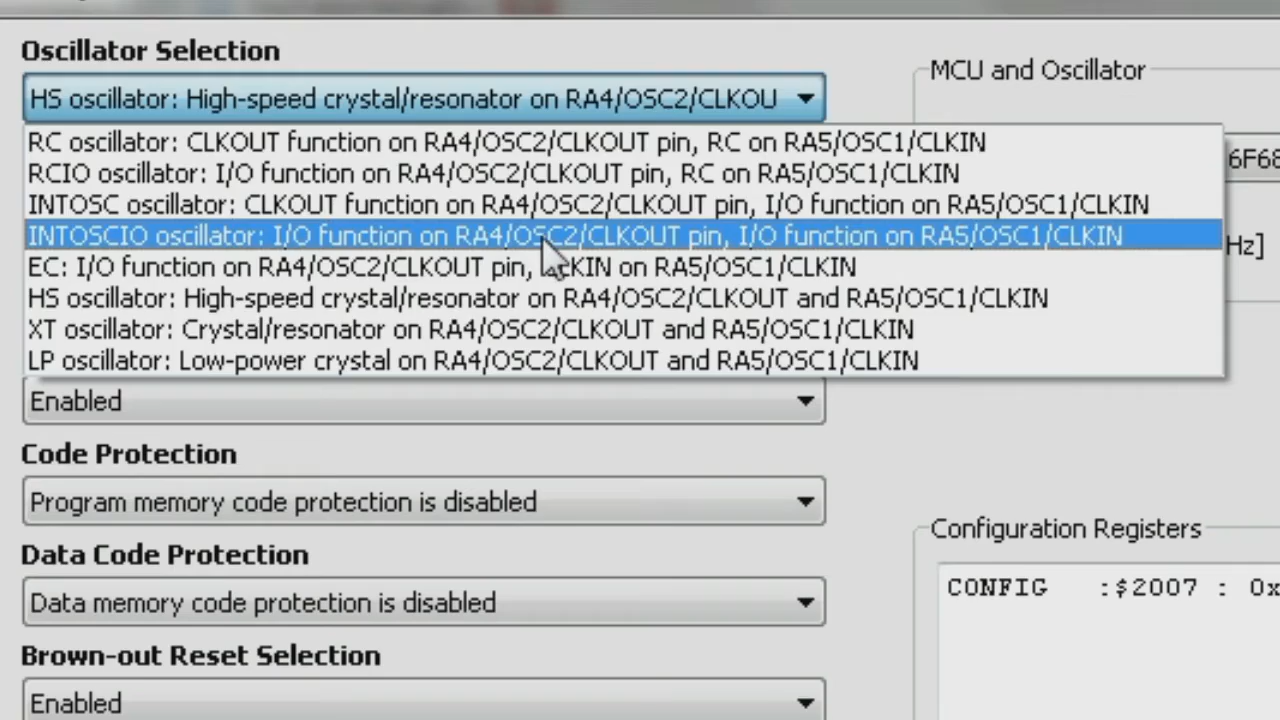 Oscillator Selection
MCU and Oscillator
HS oscillator: High-speed crystal/resonator on RA4/OSC2/CLKOU
RC oscillator: CLKOUT function on RA4/OSC2/CLKOUT pin, RC on RA5/OSC1/CLKIN
6F68
RCIO oscillator: I/O function on RA4/OSC2/CLKOUT pin, RC on RA5/OSC1/CLKIN
INTOSC oscillator: CLKOUT function on RA4/OSC2/CLKOUT pin, I/O function on RA5/OSC1/CLKIN
INTOSCIO oscillator: I/O function on RA4/OSC2/CLKOUT pin, I/O function on RA5/OSC1/CLKIN
Hz]
EC: I/O function on RA4/OSC2/CLKOUT pin, CLKIN on RA5/OSC1/CLKIN
HS oscillator: High-speed crystal/resonator on RA4/OSC2/CLKOUT and RA5/OSC1/CLKIN
XT oscillator: Crystal/resonator on RA4/OSC2/CLKOUT and RA5/OSC1/CLKIN
LP oscillator: Low-power crystal on RA4/OSC2/CLKOUT and RA5/OSC1/CLKIN
Enabled
Code Protection
Program memory code protection is disabled
Configuration Registers
Data Code Protection
CONFIG :$2007 : 0x
Data memory code protection is disabled
Brown-out Reset Selection
Enabled